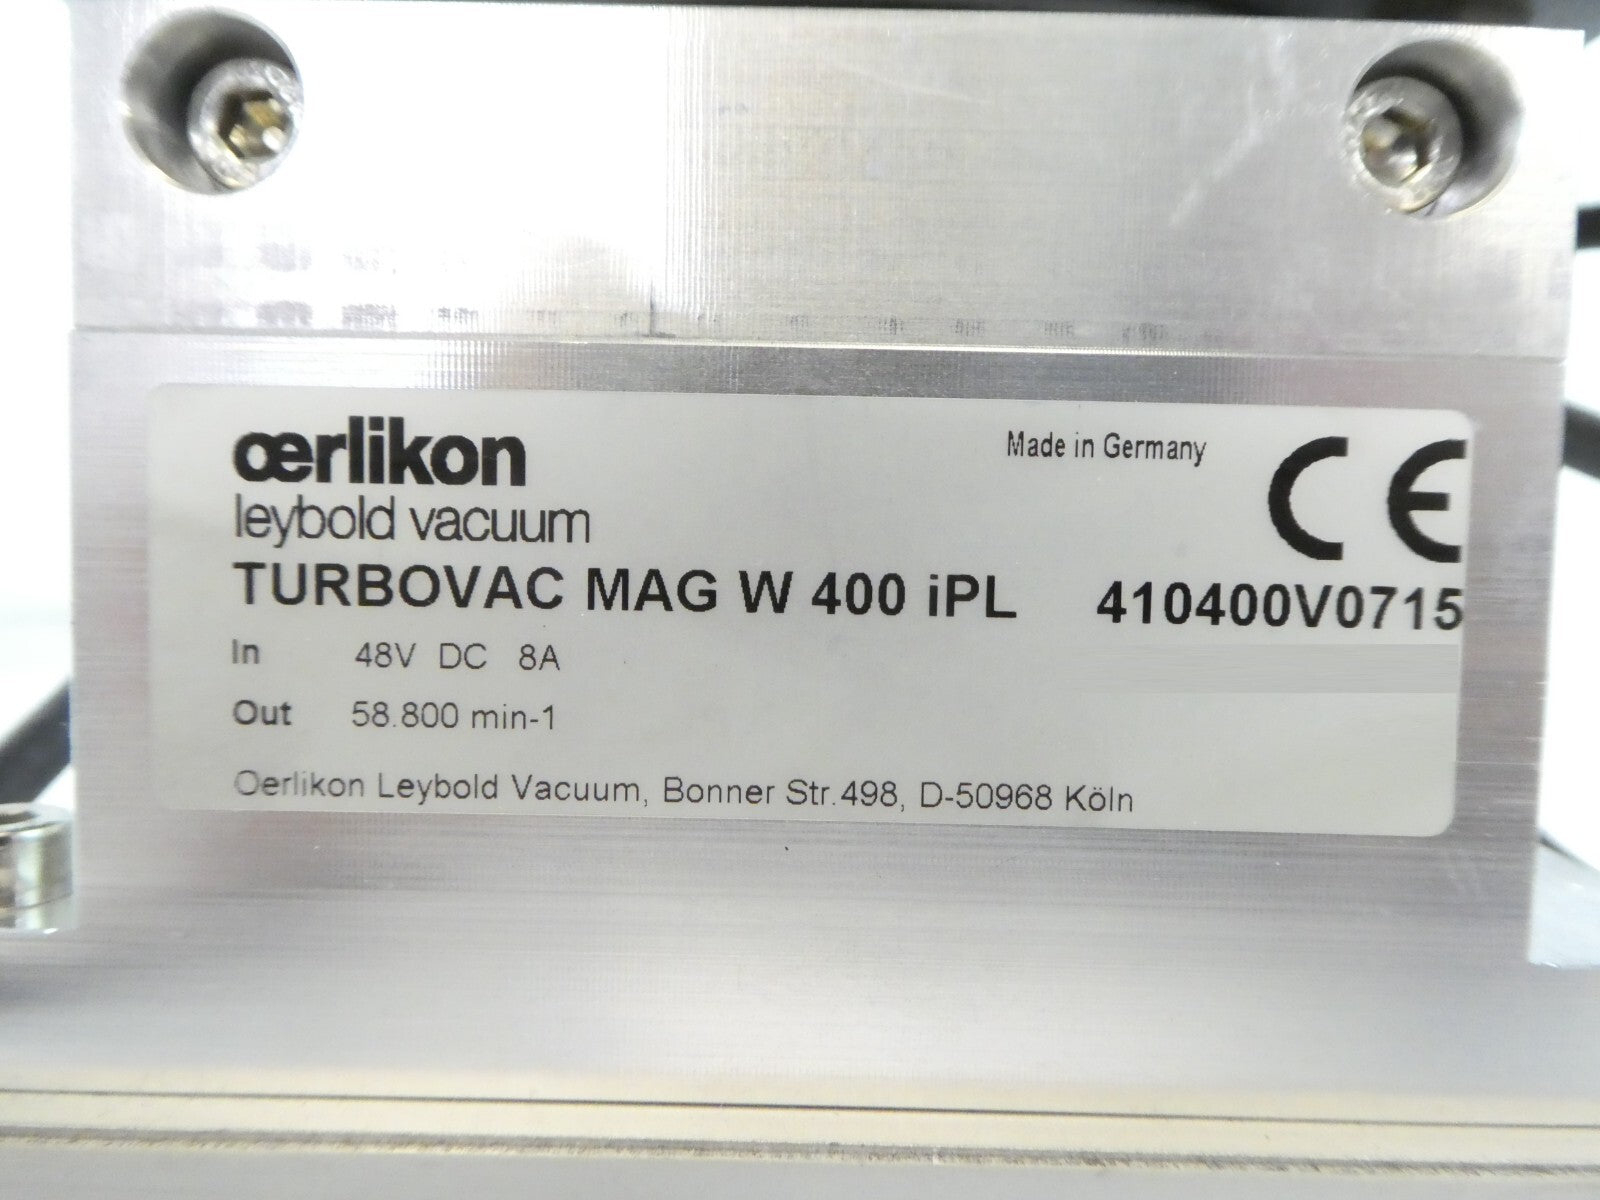 œrlikon
leybold vacuum
Made in Germany
CE
TURBOVAC MAG W 400 iPL 410400V0715
In 48V DC 8A
Out 58.800 min-1
Oerlikon Leybold Vacuum, Bonner Str.498, D-50968 Köln